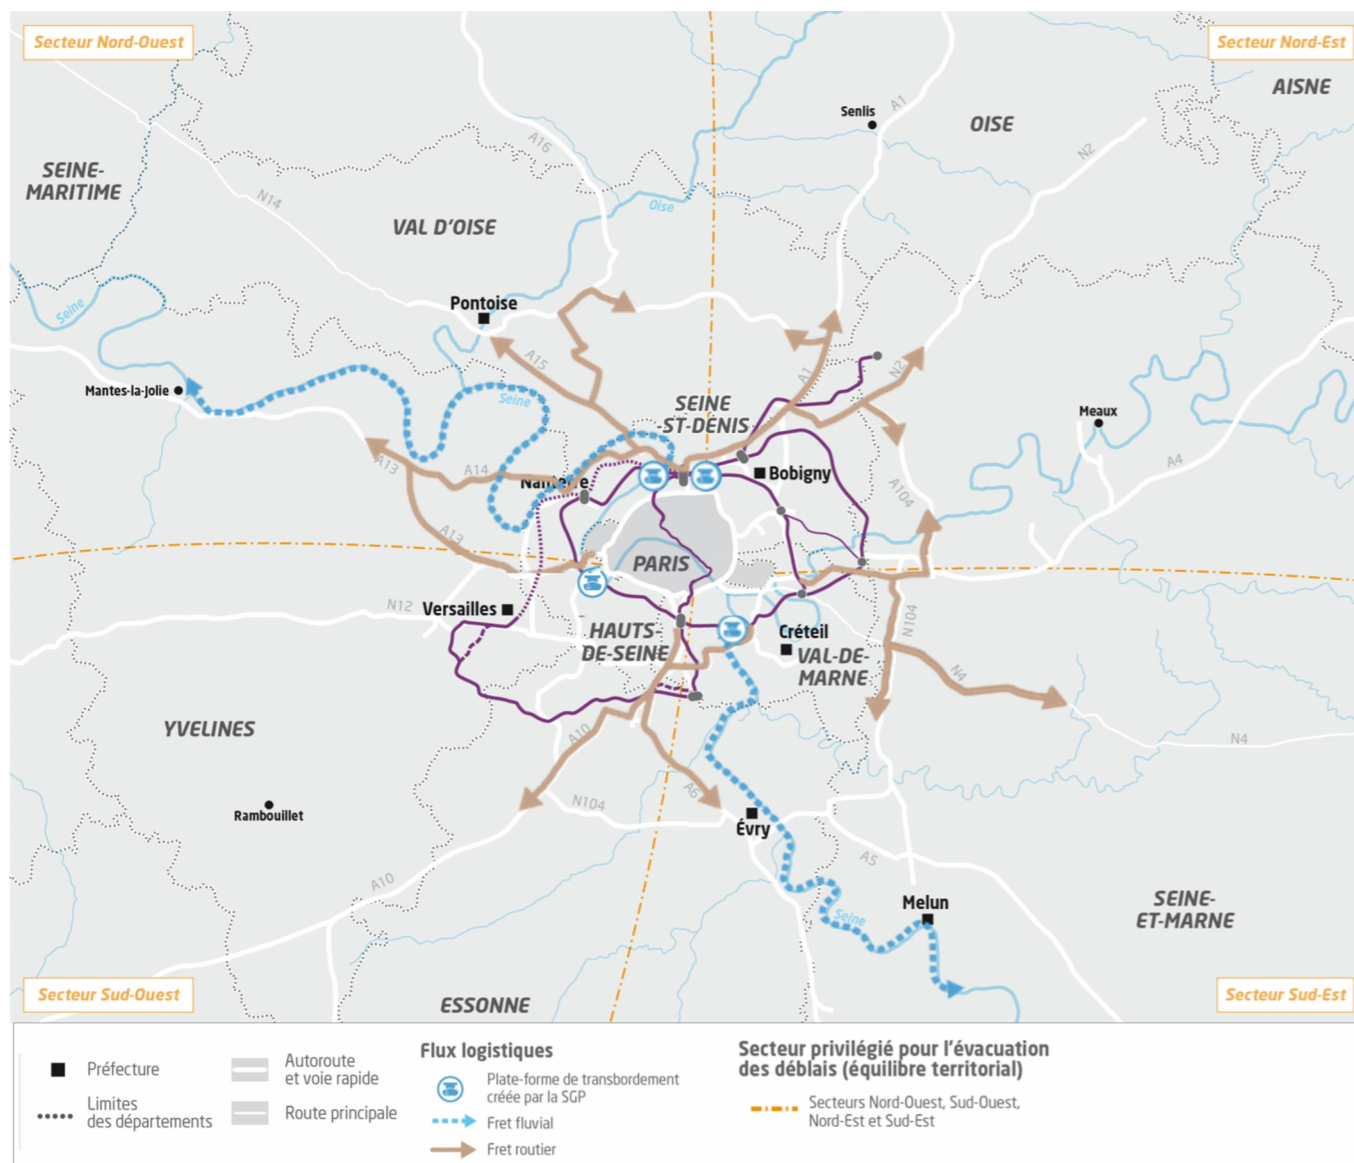 Secteur Nord-Ouest
Secteur Nord-Est
AISNE
Senlis
A1
OISE
A16
N2
SEINE-
MARITIME
N14
Oise
VAL D'OISE
Seine
Pontoise
A15
A1
N2
Mantes-la-Jolie
Seine
SEINE
-ST-DENIS
Meaux
A13
A14
Nanterre
Bobigny
A4
A104
A13
PARIS
N12
Versailles
HAUTS-
DE-SEINE
Créteil
VAL-DE-
MARNE
N104
N4
YVELINES
A10
N4
A6
N104
Rambouillet
Évry
A5
A10
Melun
Seine
SEINE-
ET-MARNE
Secteur Sud-Ouest
ESSONNE
Secteur Sud-Est
Préfecture
Limites
des départements
Autoroute
et voie rapide
Route principale
Flux logistiques
Plate-forme de transbordement
créée par la SGP
Fret fluvial
Fret routier
Secteur privilégié pour l'évacuation
des déblais (équilibre territorial)
Secteurs Nord-Ouest, Sud-Ouest,
Nord-Est et Sud-Est